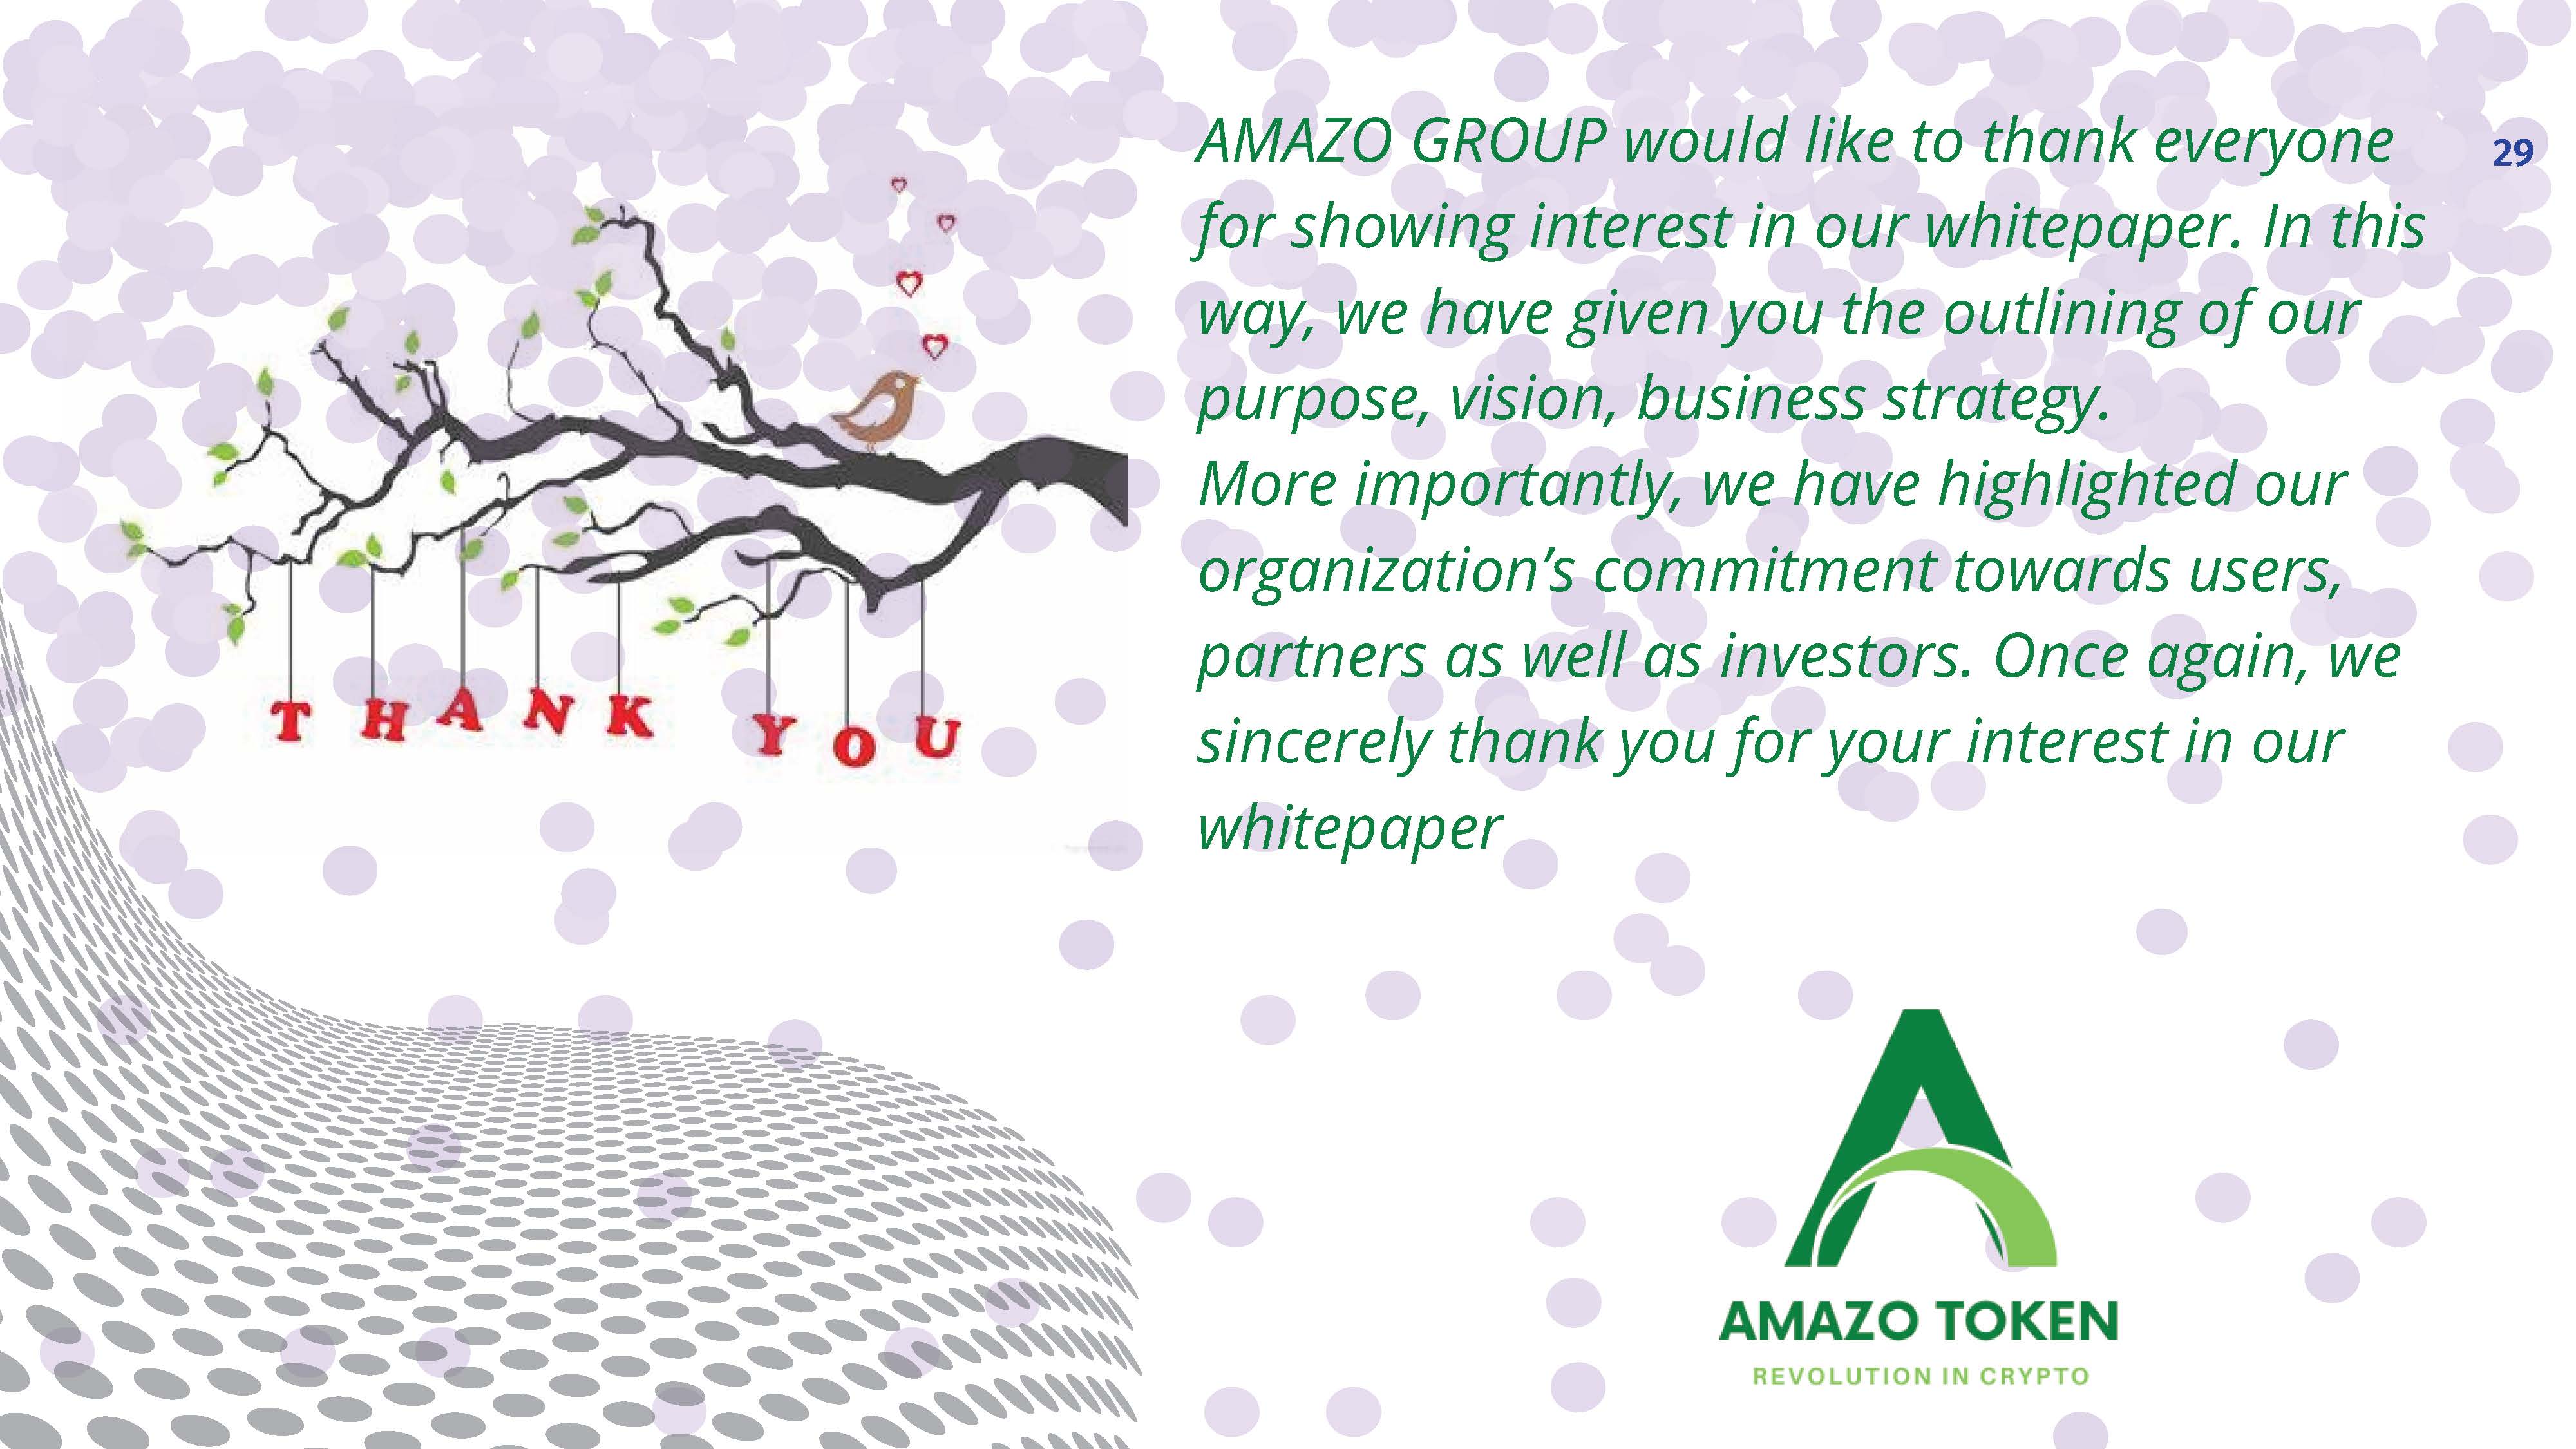 AMAZO GROUP would like to thank everyone
for showing interest in our whitepaper. In this
way, we have given you the outlining of our
purpose, vision, business strategy.
More importantly, we have highlighted our
organization’s commitment towards users,
partners as well as investors. Once again, we
sincerely thank you for your interest in our
whitepaper
29
THANK YOU
AMAZO TOKEN
REVOLUTION IN CRYPTO